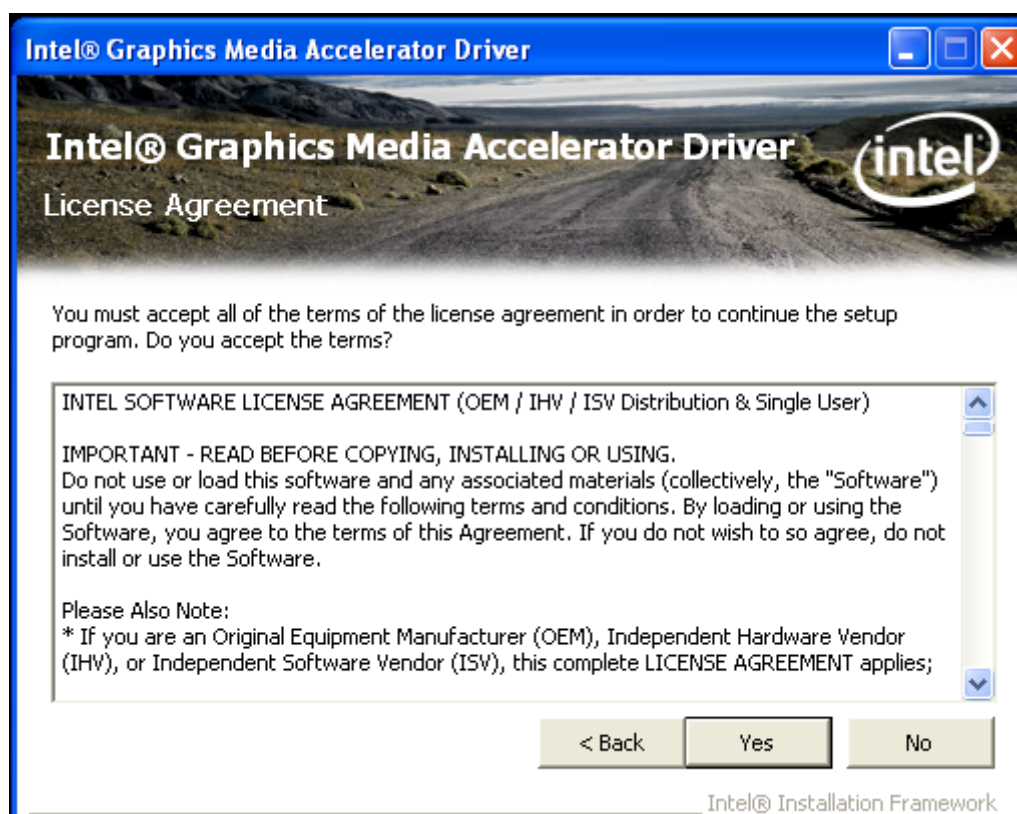 Intel® Graphics Media Accelerator Driver
Intel® Graphics Media Accelerator Driver
intel
License Agreement
You must accept all of the terms of the license agreement in order to continue the setup
program. Do you accept the terms?
INTEL SOFTWARE LICENSE AGREEMENT (OEM / IHV / ISV Distribution & Single User)
IMPORTANT - READ BEFORE COPYING, INSTALLING OR USING.
Do not use or load this software and any associated materials (collectively, the "Software")
until you have carefully read the following terms and conditions. By loading or using the
Software, you agree to the terms of this Agreement. If you do not wish to so agree, do not
install or use the Software.
Please Also Note:
* If you are an Original Equipment Manufacturer (OEM), Independent Hardware Vendor
(IHV), or Independent Software Vendor (ISV), this complete LICENSE AGREEMENT applies;
< Back Yes No
Intel® Installation Framework